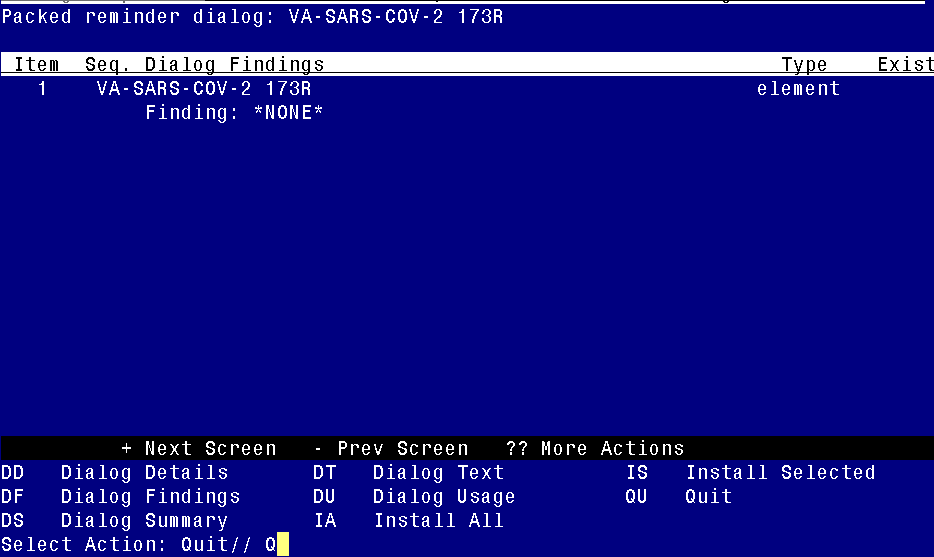 Packed reminder dialog: VA-SARS-COV-2 173R
Item Seq. Dialog Findings Type Exist
1 VA-SARS-COV-2 173R element
Finding: *NONE*
+ Next Screen - Prev Screen ?? More Actions
DD Dialog Details DT Dialog Text IS Install Selected
DF Dialog Findings DU Dialog Usage QU Quit
DS Dialog Summary IA Install All
Select Action: Quit// Q